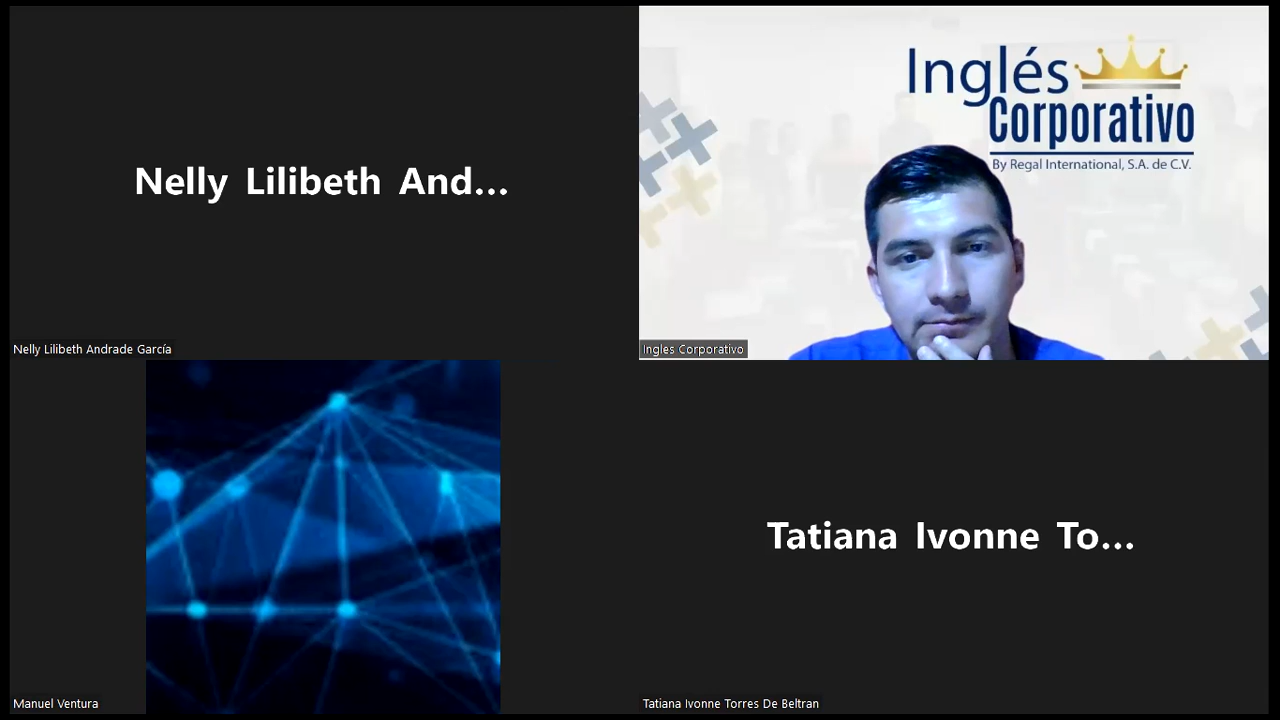 Nelly Lilibeth And...
Nelly Lilibeth Andrade García
Inglés
Corporativo
By Regal International, S.A. de C.V.
Ingles Corporativo
Manuel Ventura
Tatiana Ivonne To...
Tatiana Ivonne Torres De Beltran